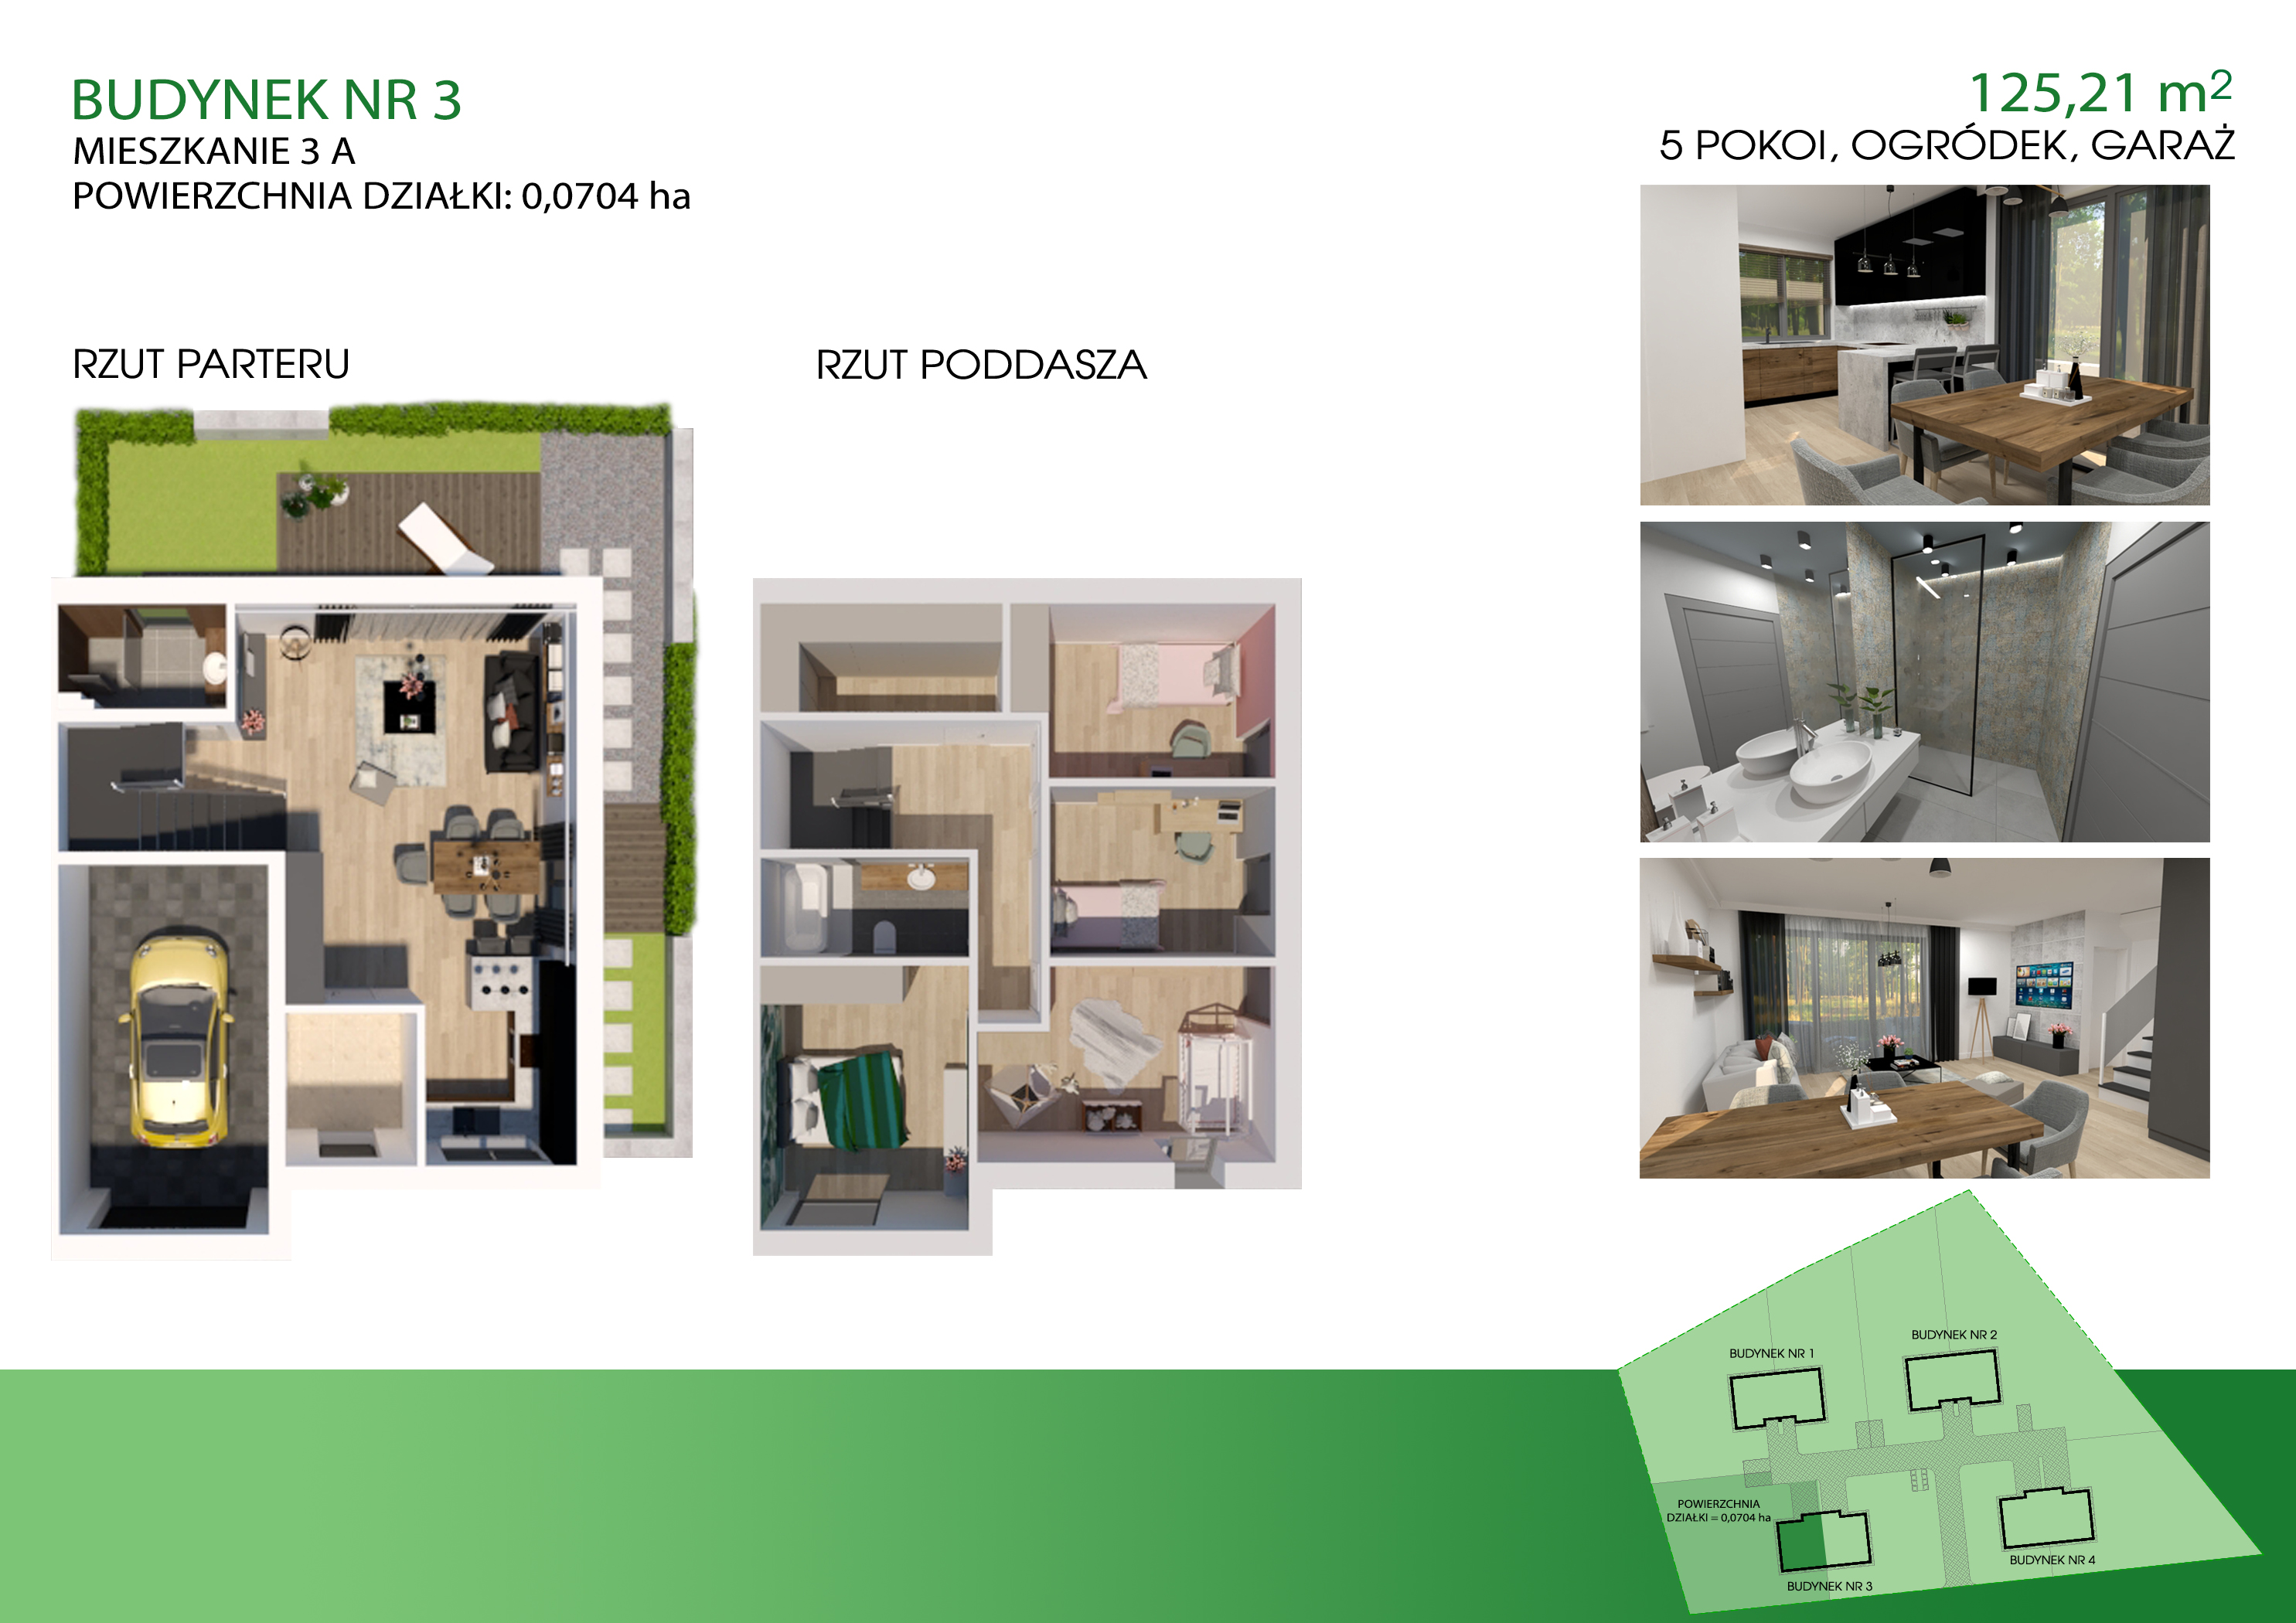 BUDYNEK NR 3
MIESZKANIE 3 A
POWIERZCHNIA DZIAŁKI: 0,0704 ha
125,21 m²
5 POKOI, OGRÓDEK, GARAŻ
RZUT PARTERU
RZUT PODDASZA
BUDYNEK NR 1
BUDYNEK NR 2
POWIERZCHNIA
DZIAŁKI = 0,0704 ha
BUDYNEK NR 3
BUDYNEK NR 4